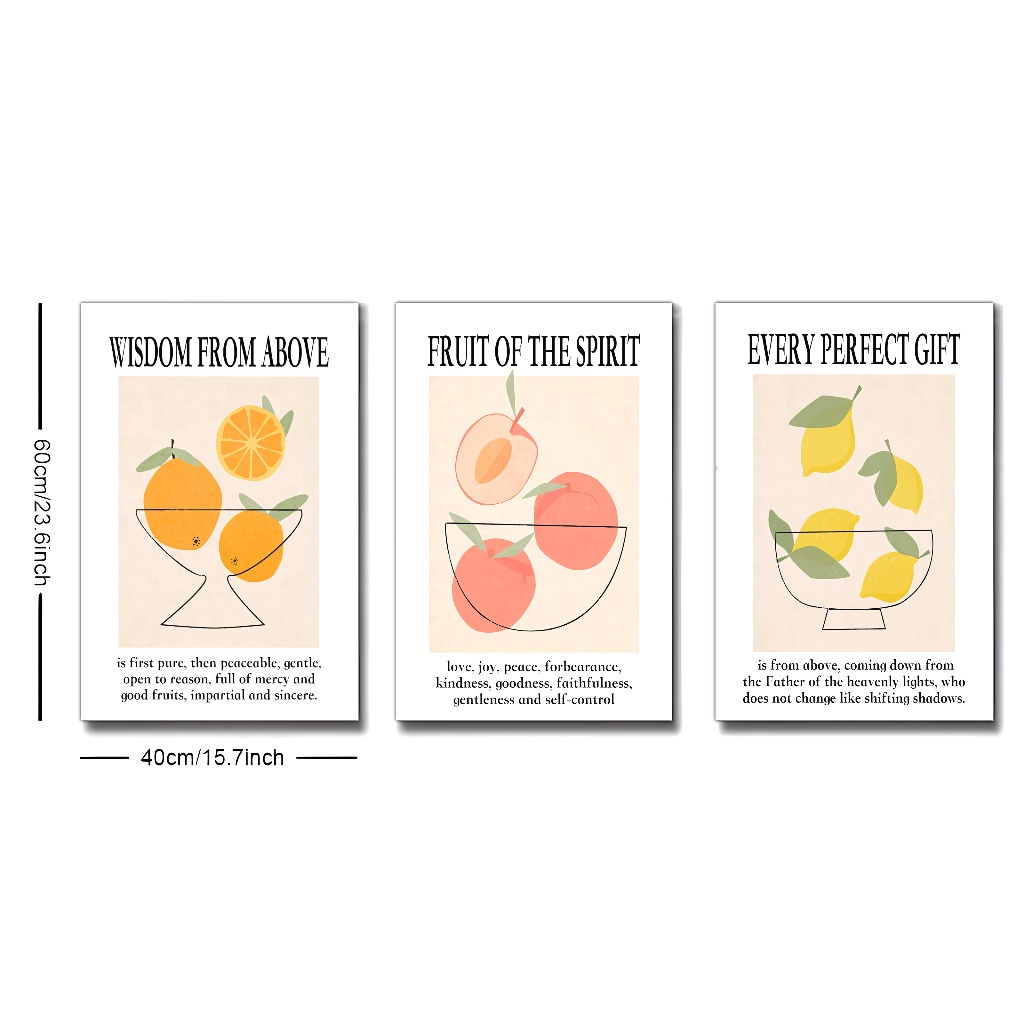 WISDOM FROM ABOVE
is first pure, then peaceable, gentle,
open to reason, full of mercy and
good fruits, impartial and sincere.
FRUIT OF THE SPIRIT
love, joy, peace, forbearance,
kindness, goodness, faithfulness,
gentleness and self-control
EVERY PERFECT GIFT
is from above, coming down from
the Father of the heavenly lights, who
does not change like shifting shadows.
60cm/23.6inch
40cm/15.7inch